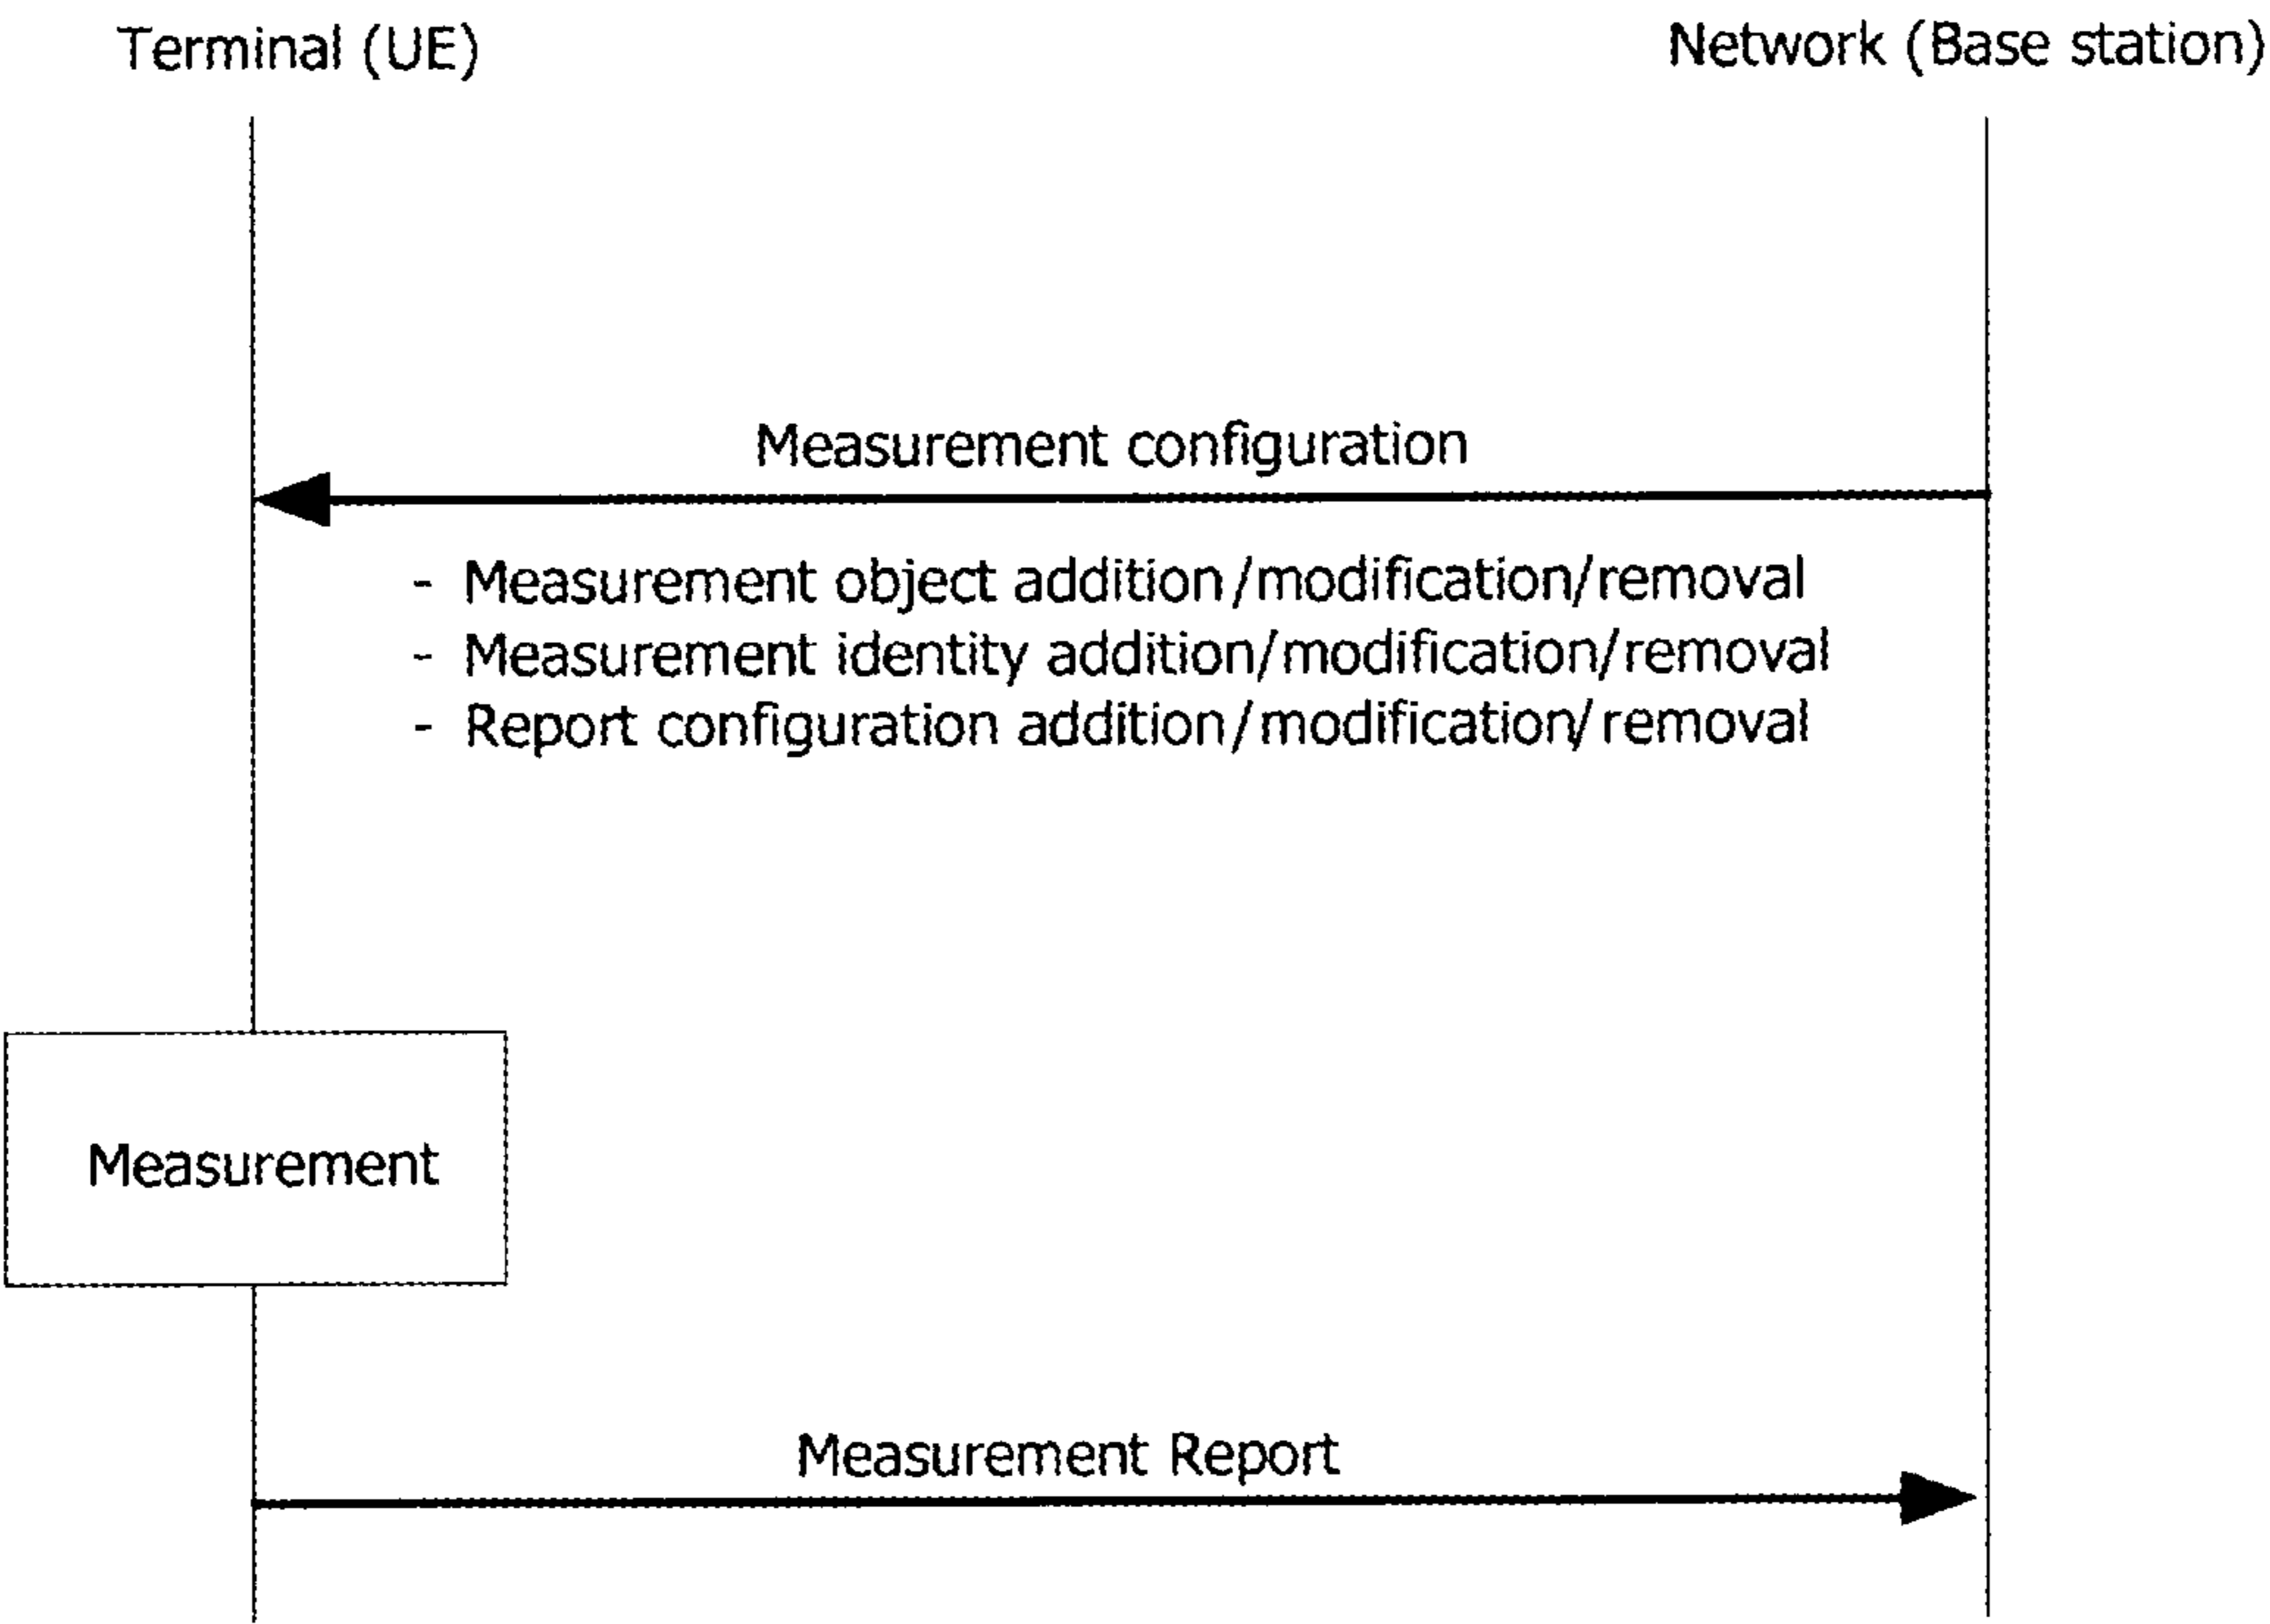 Terminal (UE)
Network (Base station)
Measurement configuration
- Measurement object addition/modification/removal
- Measurement identity addition/modification/removal
- Report configuration addition/modification/removal
Measurement
Measurement Report